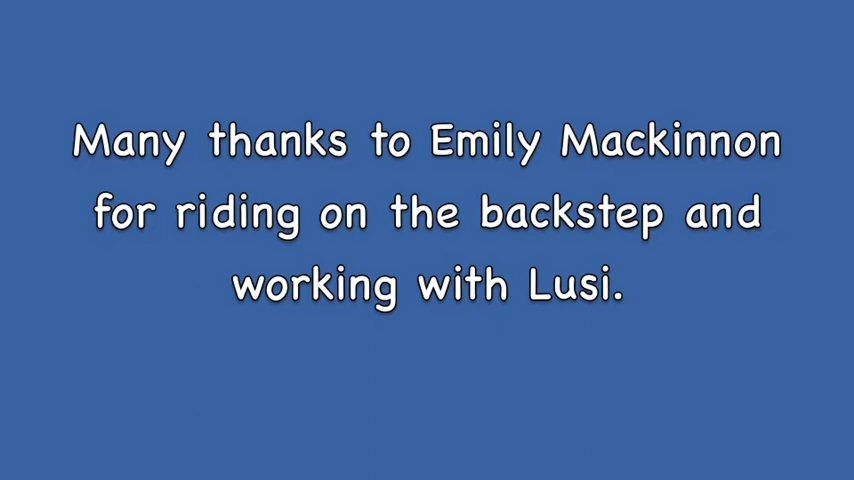 Many thanks to Emily Mackinnon
for riding on the backstep and
working with Lusi.